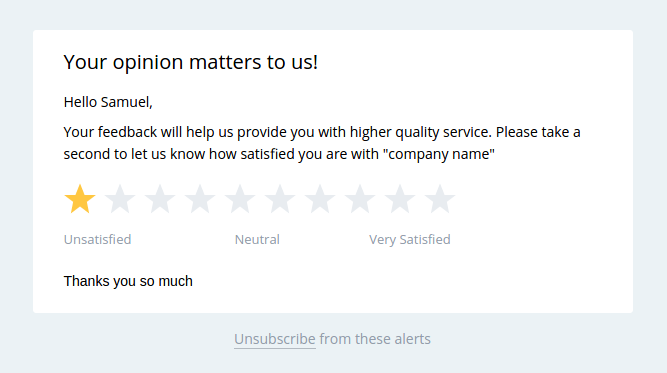 Your opinion matters to us!
Hello Samuel,
Your feedback will help us provide you with higher quality service. Please take a
second to let us know how satisfied you are with "company name"
Unsatisfied Neutral Very Satisfied
Thanks you so much
Unsubscribe from these alerts